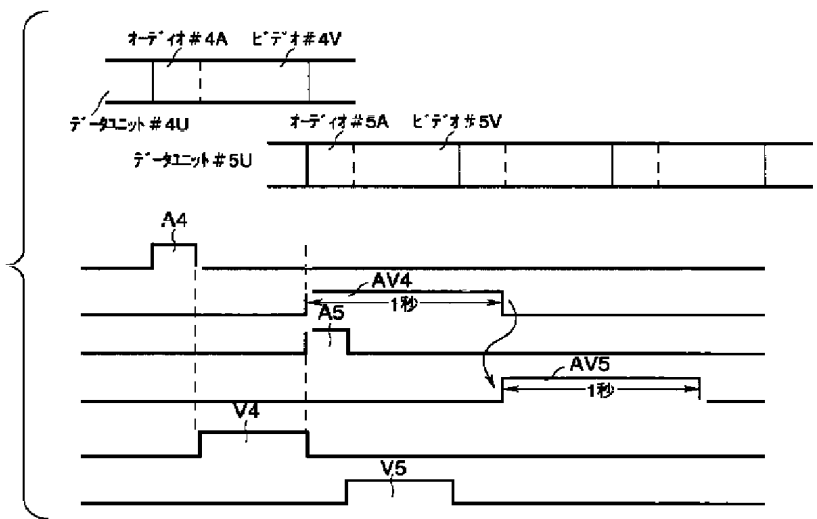 オーディオ#4A ビデオ#4V
データユニット#4U
オーディオ#5A ビデオ#5V
データユニット#5U
A4
AV4
1秒
A5
AV5
1秒
V4
V5